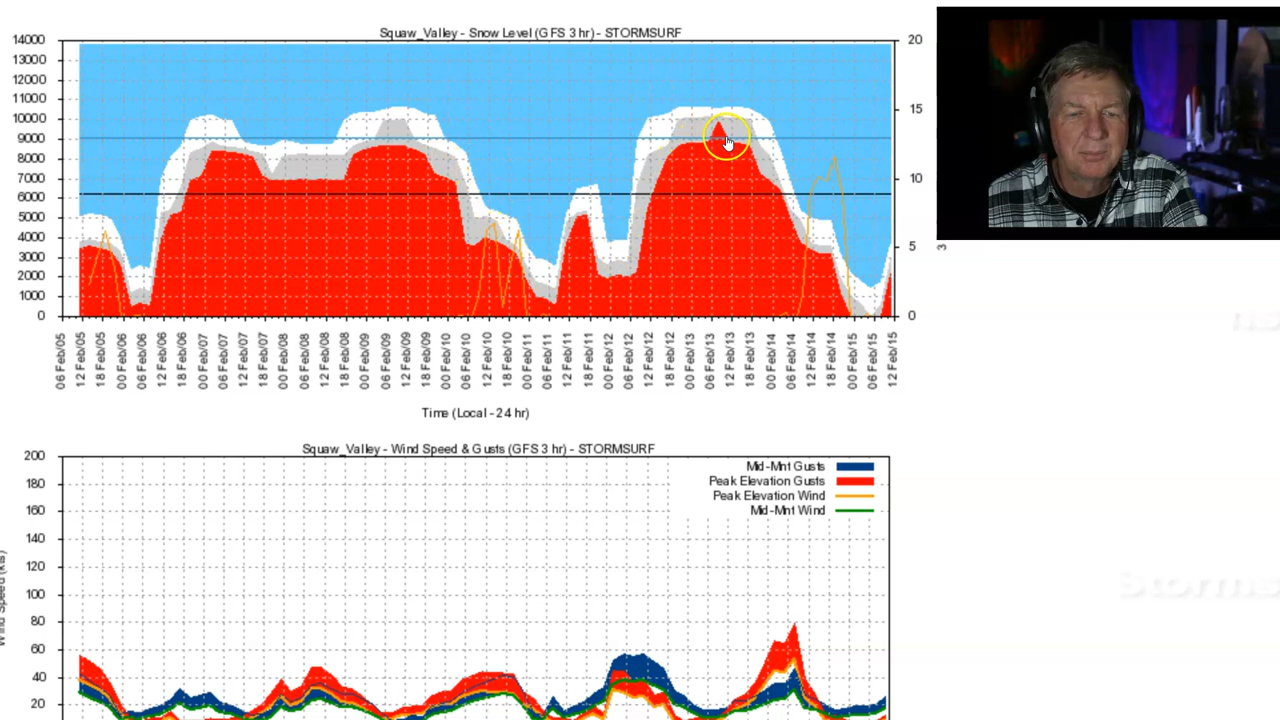 Squaw_Valley - Snow Level (GFS 3 hr) - STORMSURF
14000
13000
12000
11000
10000
9000
8000
7000
6000
5000
4000
3000
2000
1000
0
20
15
10
5
0
3
06 Feb/05
12 Feb/05
18 Feb/05
00 Feb/06
06 Feb/06
12 Feb/06
18 Feb/06
00 Feb/07
06 Feb/07
12 Feb/07
18 Feb/07
00 Feb/08
06 Feb/08
12 Feb/08
18 Feb/08
00 Feb/09
06 Feb/09
12 Feb/09
18 Feb/09
00 Feb/10
06 Feb/10
12 Feb/10
18 Feb/10
00 Feb/11
06 Feb/11
12 Feb/11
18 Feb/11
00 Feb/12
06 Feb/12
12 Feb/12
18 Feb/12
00 Feb/13
06 Feb/13
12 Feb/13
18 Feb/13
00 Feb/14
06 Feb/14
12 Feb/14
18 Feb/14
00 Feb/15
06 Feb/15
12 Feb/15
Time (Local - 24 hr)
Squaw_Valley - Wind Speed & Gusts (GFS 3 hr) - STORMSURF
200
180
160
140
120
100
80
60
40
20
Wind Speed (kts)
Mid-Mnt Gusts
Peak Elevation Gusts
Peak Elevation Wind
Mid-Mnt Wind
Storms